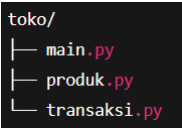 toko/
├── main.py
├── produk.py
└── transaksi.py